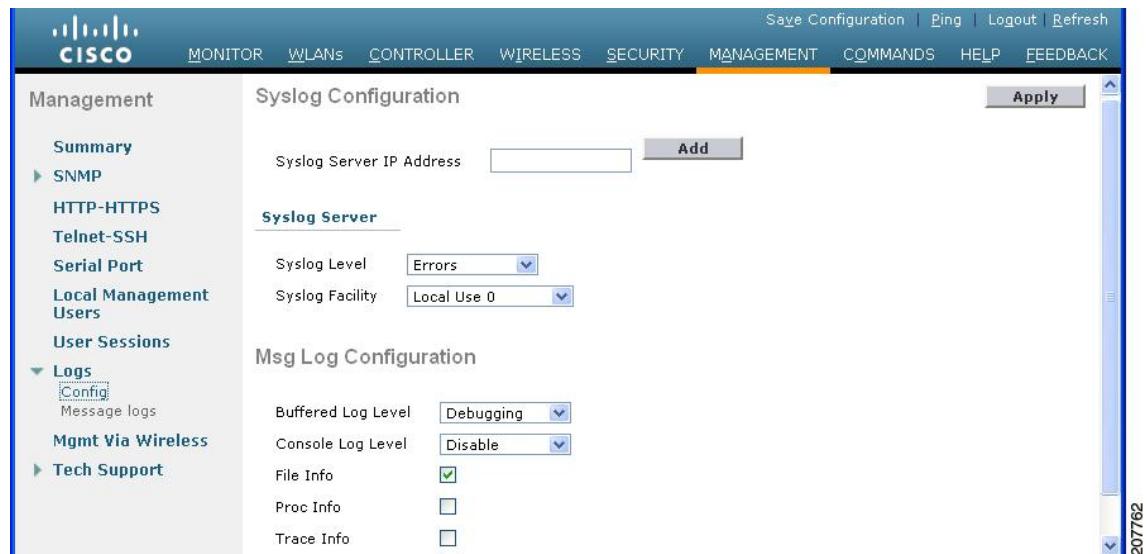 Save Configuration | Ping | Logout | Refresh
CISCO
MONITOR WLANs CONTROLLER WIRELESS SECURITY MANAGEMENT COMMANDS HELP FEEDBACK
Management
Summary
SNMP
HTTP-HTTPS
Telnet-SSH
Serial Port
Local Management
Users
User Sessions
Logs
Config
Message logs
Mgmt Via Wireless
Tech Support
Syslog Configuration
Apply
Syslog Server IP Address
Add
Syslog Server
Syslog Level Errors
Syslog Facility Local Use 0
Msg Log Configuration
Buffered Log Level Debugging
Console Log Level Disable
File Info
Proc Info
Trace Info
207762